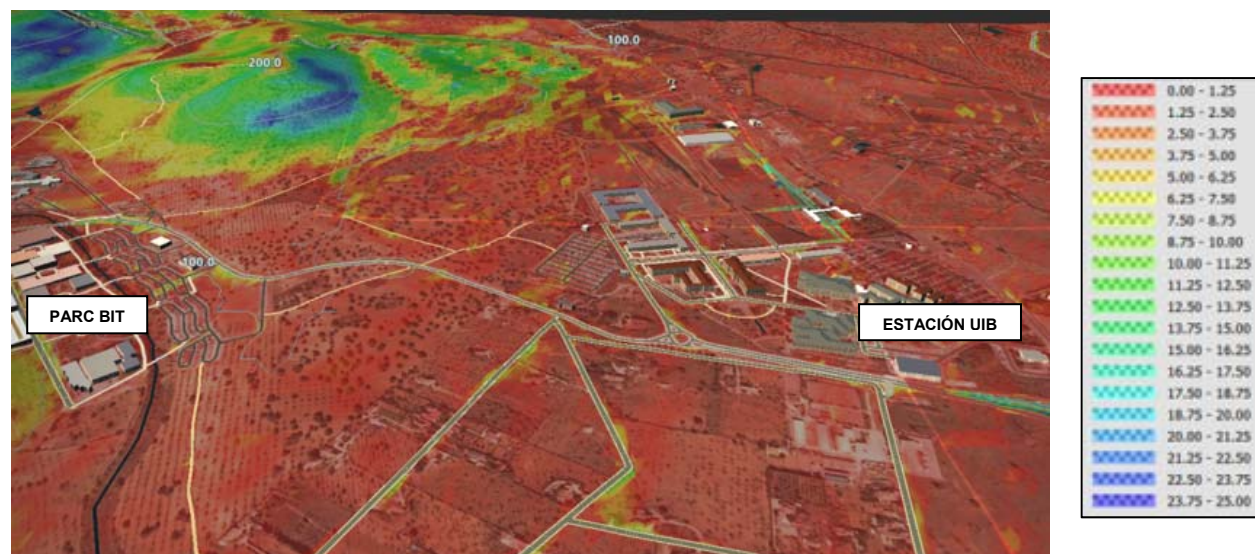 100.0
200.0
100.0
PARC BIT
ESTACIÓN UIB
0.00 - 1.25
1.25 - 2.50
2.50 - 3.75
3.75 - 5.00
5.00 - 6.25
6.25 - 7.50
7.50 - 8.75
8.75 - 10.00
10.00 - 11.25
11.25 - 12.50
12.50 - 13.75
13.75 - 15.00
15.00 - 16.25
16.25 - 17.50
17.50 - 18.75
18.75 - 20.00
20.00 - 21.25
21.25 - 22.50
22.50 - 23.75
23.75 - 25.00